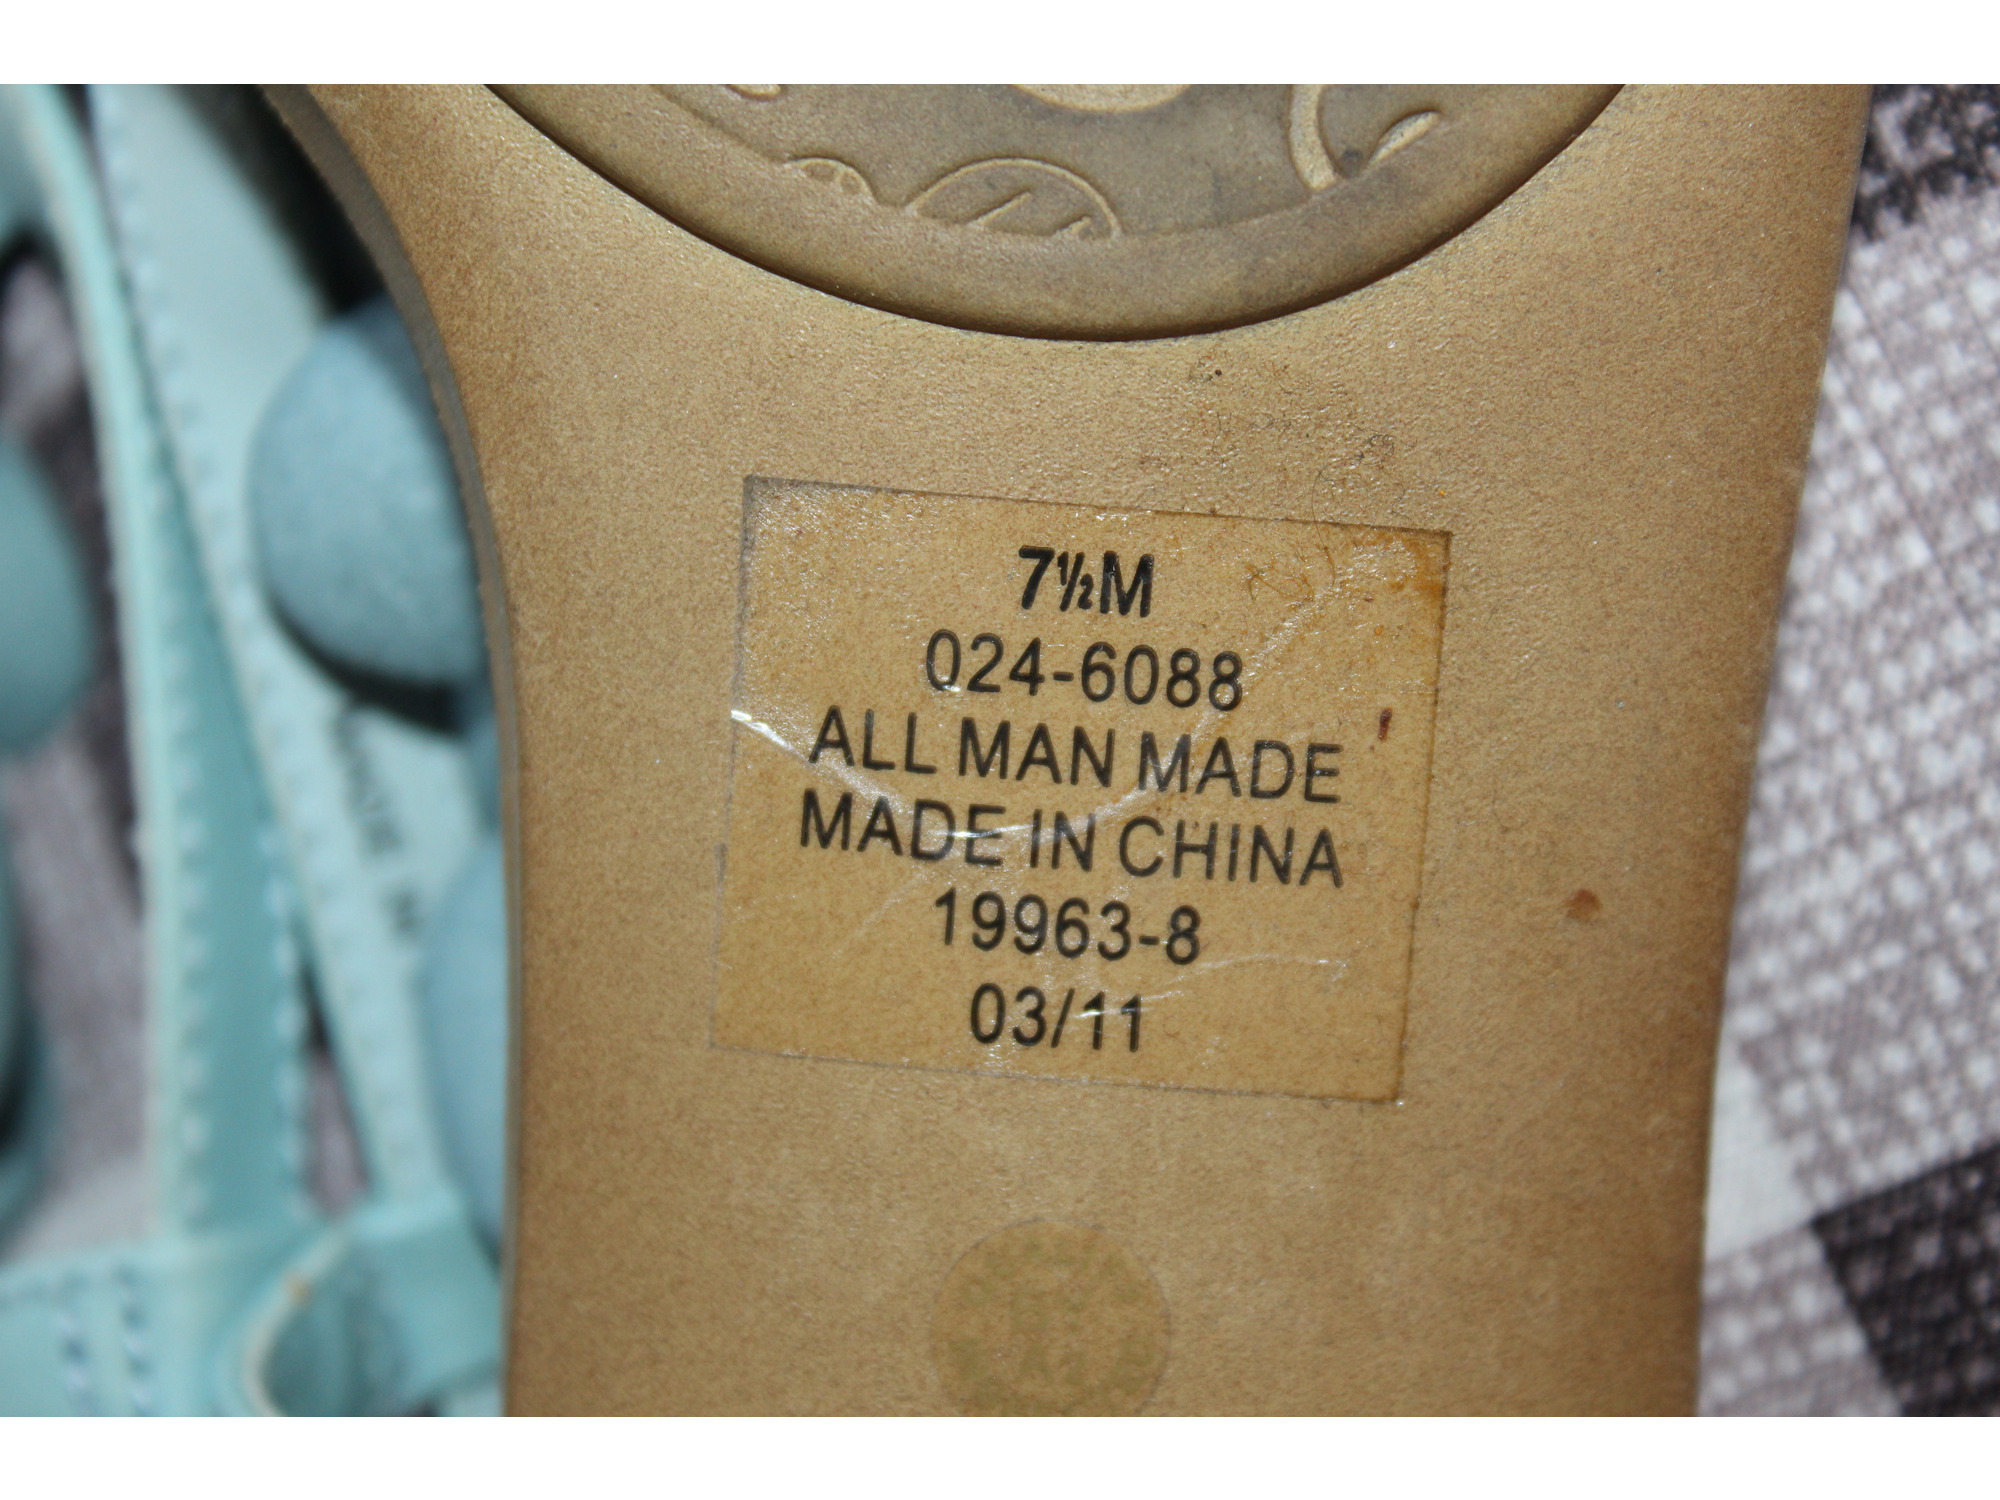 7½M
024-6088
ALL MAN MADE
MADE IN CHINA
19963-8
03/11